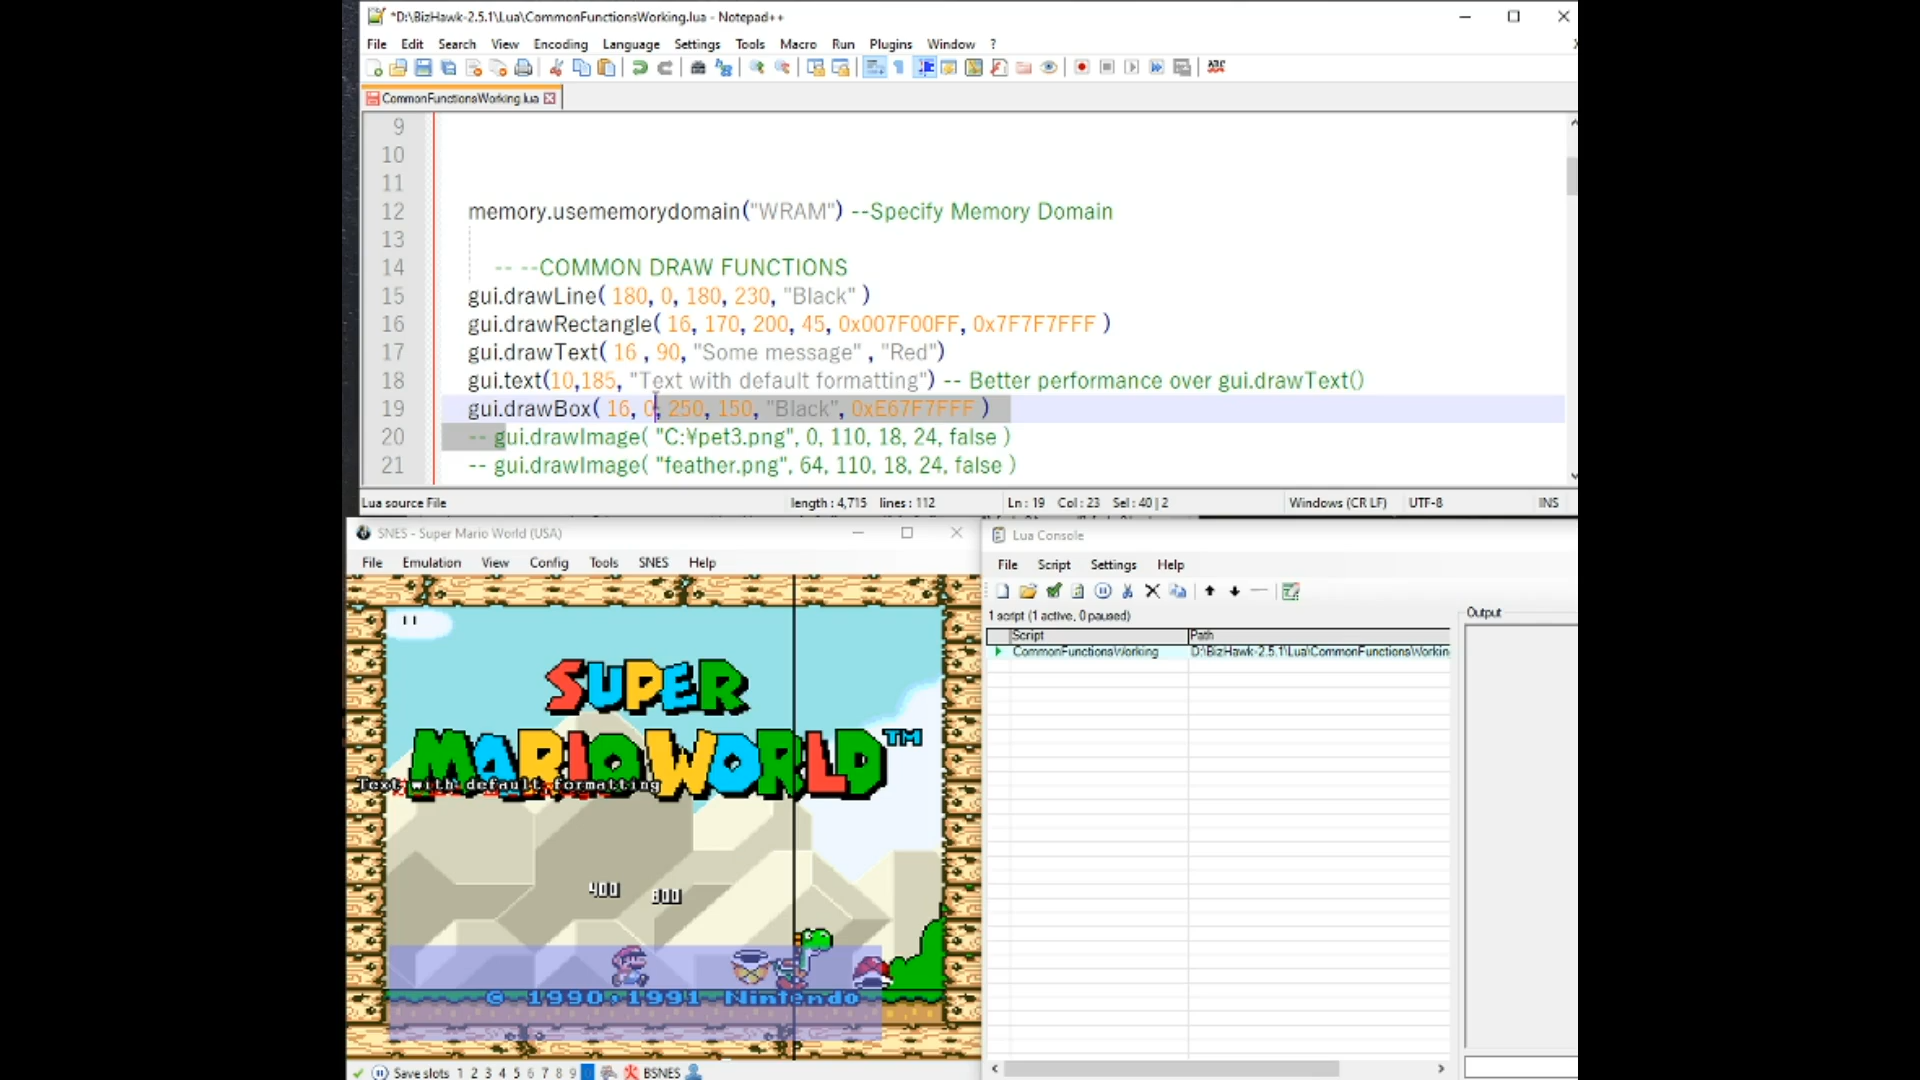 *D:\BizHawk-2.5.1\Lua\CommonFunctionsWorking.lua - Notepad++
File Edit Search View Encoding Language Settings Tools Macro Run Plugins Window ?
CommonFunctionsWorking.lua
9
10
11
12 memory.usememorydomain("WRAM") --Specify Memory Domain
13
14 -- --COMMON DRAW FUNCTIONS
15 gui.drawLine( 180, 0, 180, 230, "Black" )
16 gui.drawRectangle( 16, 170, 200, 45, 0x007F00FF, 0x7F7F7FFF )
17 gui.drawText( 16 , 90, "Some message" , "Red")
18 gui.text(10,185, "Text with default formatting") -- Better performance over gui.drawText()
19 gui.drawBox( 16, 0, 250, 150, "Black", 0xE67F7FFF )
20 -- gui.drawImage( "C:¥pet3.png", 0, 110, 18, 24, false )
21 -- gui.drawImage( "feather.png", 64, 110, 18, 24, false )
Lua source File length : 4,715 lines : 112 Ln : 19 Col : 23 Sel : 40 | 2 Windows (CR LF) UTF-8 INS
SNES - Super Mario World (USA)
File Emulation View Config Tools SNES Help
SUPER
MARIO WORLD TM
Text with default formatting
400 800
© 1990,1991 Nintendo
Save slots 1 2 3 4 5 6 7 8 9 BSNES
Lua Console
File Script Settings Help
1 script (1 active, 0 paused)
Script Path
CommonFunctionsWorking D:\BizHawk-2.5.1\Lua\CommonFunctionsWorkin
Output